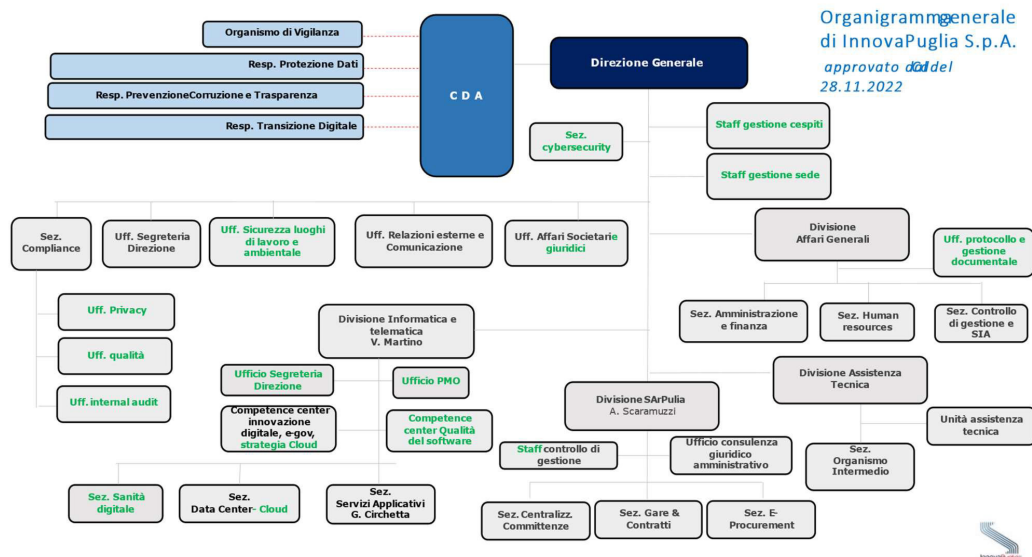 Organigrammagenerale
di InnovaPuglia S.p.A.
approvato del
28.11.2022
Organismo di Vigilanza
Resp. Protezione Dati
Resp. PrevenzioneCorruzione e Trasparenza
Resp. Transizione Digitale
C D A
Direzione Generale
Sez.
cybersecurity
Staff gestione cespiti
Staff gestione sede
Sez.
Compliance
Uff. Segreteria
Direzione
Uff. Sicurezza luoghi
di lavoro e
ambientale
Uff. Relazioni esterne e
Comunicazione
Uff. Affari Societarie
giuridici
Divisione
Affari Generali
Uff. protocollo e
gestione
documentale
Uff. Privacy
Uff. qualità
Uff. internal audit
Divisione Informatica e
telematica
V. Martino
Sez. Amministrazione
e finanza
Sez. Human
resources
Sez. Controllo
di gestione e
SIA
Ufficio Segreteria
Direzione
Ufficio PMO
Competence center
innovazione
digitale, e-gov,
strategia Cloud
Competence
center Qualità
del software
Divisione SArPulia
A. Scaramuzzi
Divisione Assistenza
Tecnica
Unità assistenza
tecnica
Staff controllo di
gestione
Ufficio consulenza
giuridico
amministrativo
Sez.
Organismo
Intermedio
Sez. Sanità
digitale
Sez.
Data Center- Cloud
Sez.
Servizi Applicativi
G. Circhetta
Sez. Centralizz.
Committenze
Sez. Gare &
Contratti
Sez. E-
Procurement